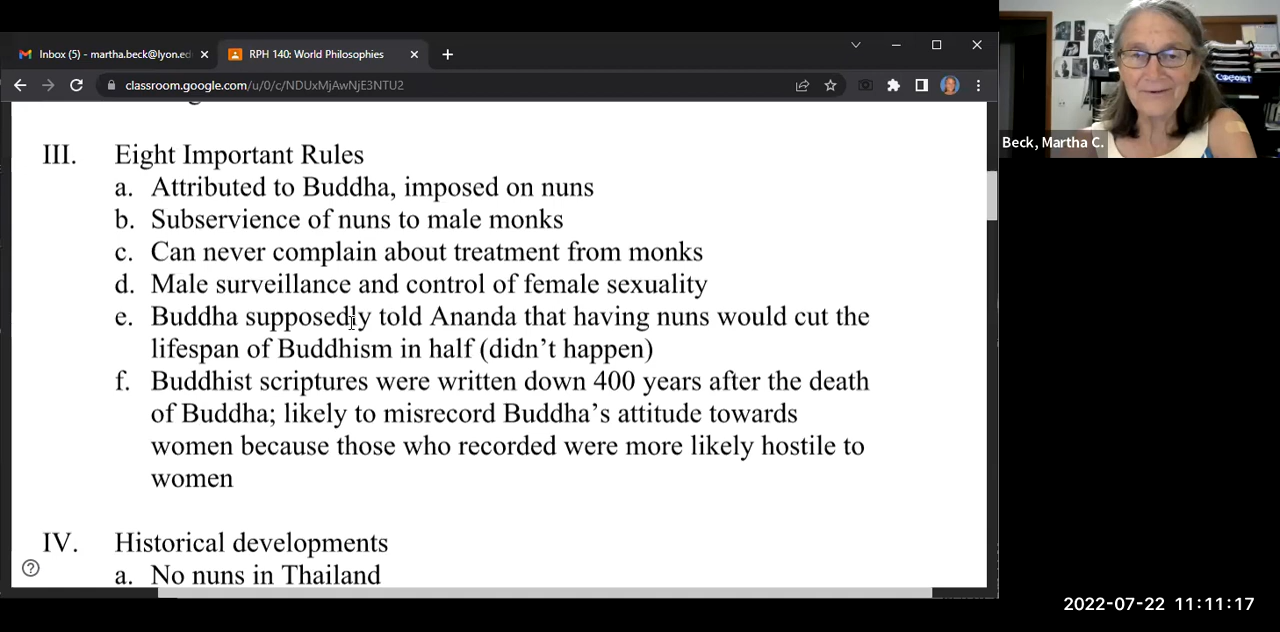 Inbox (5) - martha.beck@lyon.ed
RPH 140: World Philosophies
classroom.google.com/u/0/c/NDUxMjAwNjE3NTU2
Beck, Martha C.
III. Eight Important Rules
a. Attributed to Buddha, imposed on nuns
b. Subservience of nuns to male monks
c. Can never complain about treatment from monks
d. Male surveillance and control of female sexuality
e. Buddha supposedly told Ananda that having nuns would cut the
lifespan of Buddhism in half (didn’t happen)
f. Buddhist scriptures were written down 400 years after the death
of Buddha; likely to misrecord Buddha’s attitude towards
women because those who recorded were more likely hostile to
women
IV. Historical developments
a. No nuns in Thailand
2022-07-22 11:11:17